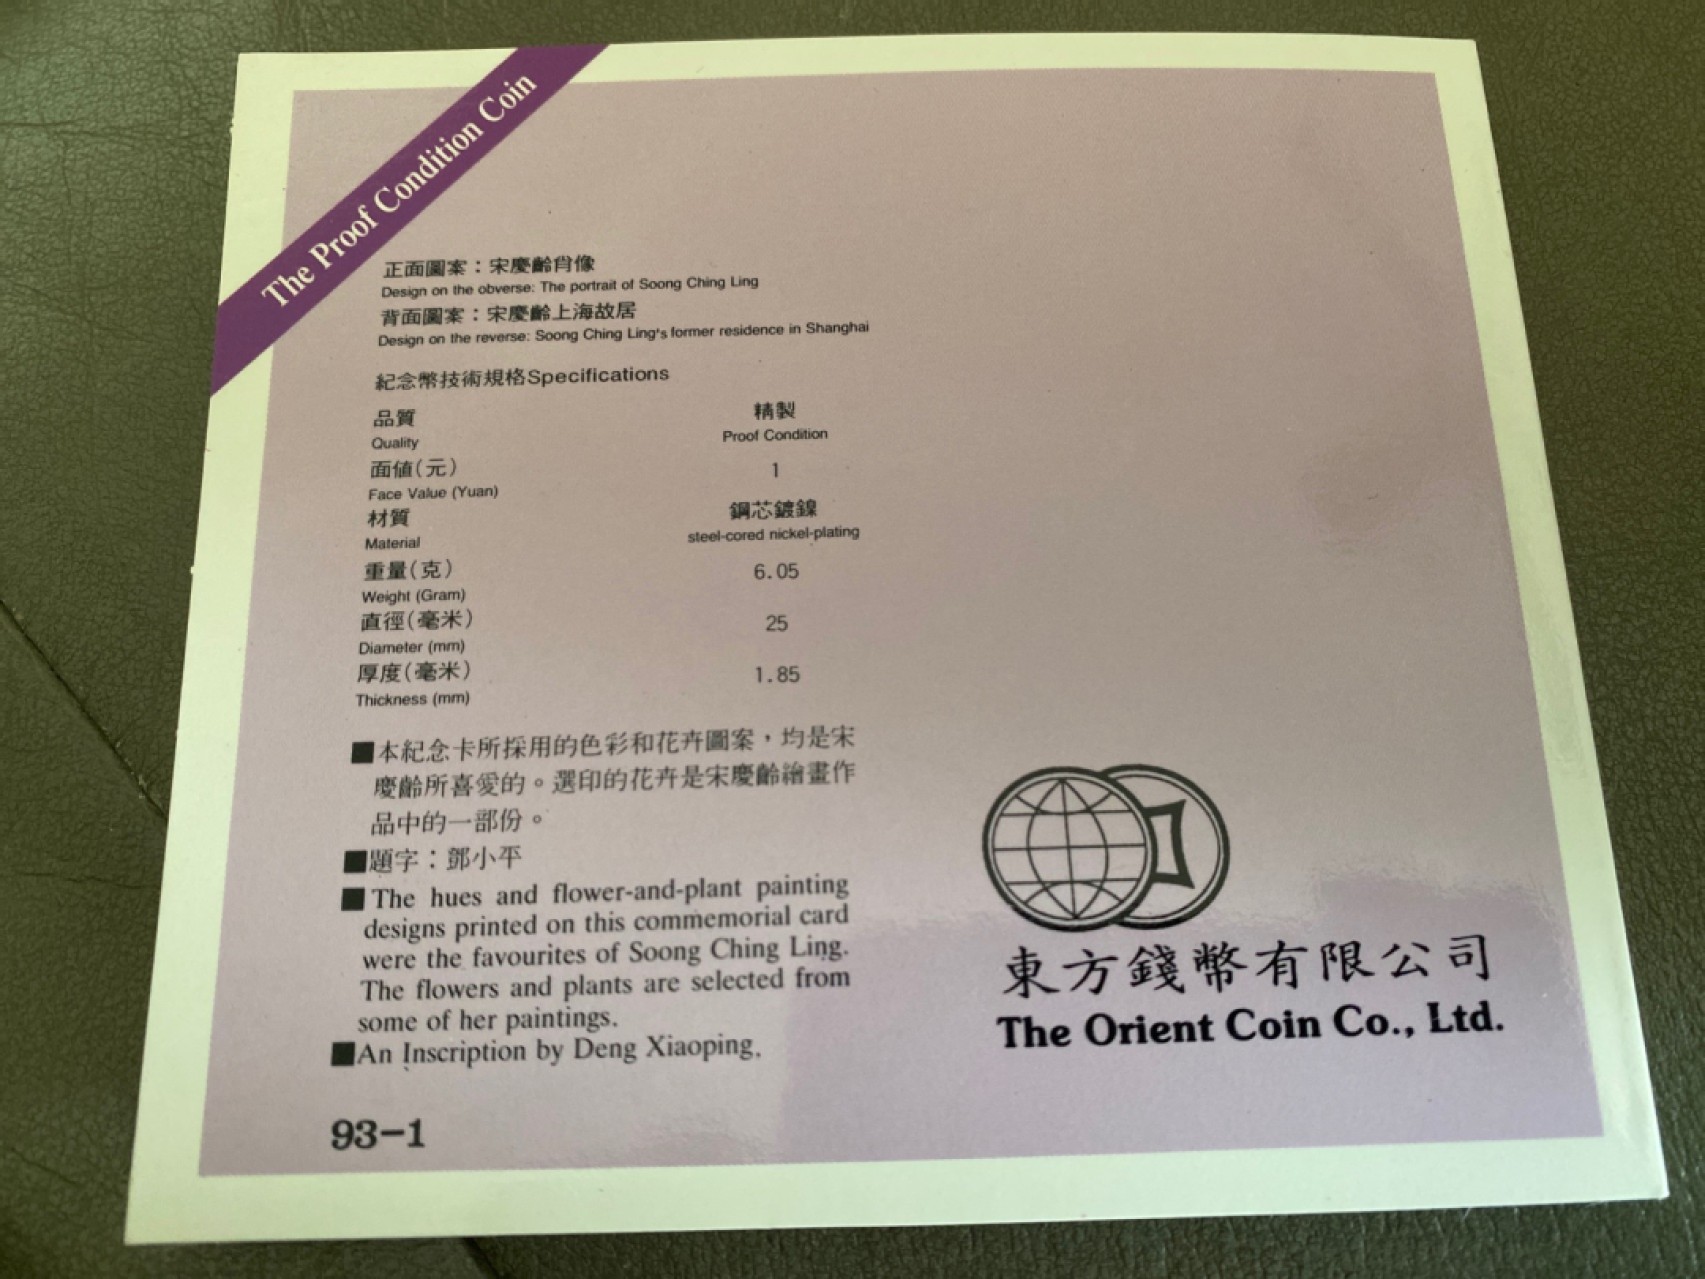 The Proof Condition Coin
正面圖案：宋慶齡肖像
Design on the obverse: The portrait of Soong Ching Ling
背面圖案：宋慶齡上海故居
Design on the reverse: Soong Ching Ling's former residence in Shanghai
紀念幣技術規格Specifications
品質 精製
Quality Proof Condition
面値(元) 1
Face Value (Yuan)
材質 鋼芯鍍鎳
Material steel-cored nickel-plating
重量(克) 6.05
Weight (Gram)
直徑(毫米) 25
Diameter (mm)
厚度(毫米) 1.85
Thickness (mm)
■本紀念卡所採用的色彩和花卉圖案，均是宋
慶齡所喜愛的。選印的花卉是宋慶齡繪畫作
品中的一部份。
■題字：鄧小平
■The hues and flower-and-plant painting
designs printed on this commemorial card
were the favourites of Soong Ching Ling.
The flowers and plants are selected from
some of her paintings.
■An Inscription by Deng Xiaoping.
93-1
東方錢幣有限公司
The Orient Coin Co., Ltd.